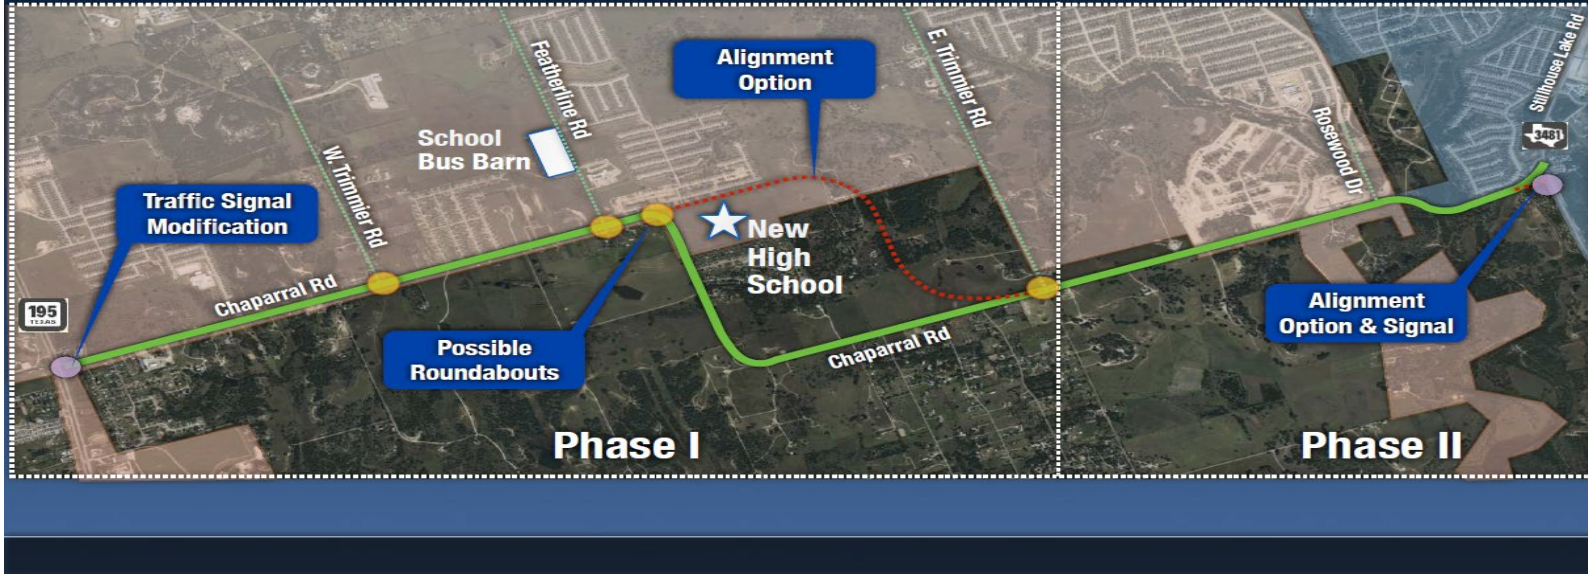 Stillhouse Lake Rd
E. Trimmier Rd
Featherline Rd
Alignment
Option
3481
Rosewood Dr
School
Bus Barn
W. Trimmier Rd
Traffic Signal
Modification
New
High
School
Chaparral Rd
195
TEXAS
Alignment
Option & Signal
Possible
Roundabouts
Chaparral Rd
Phase I
Phase II